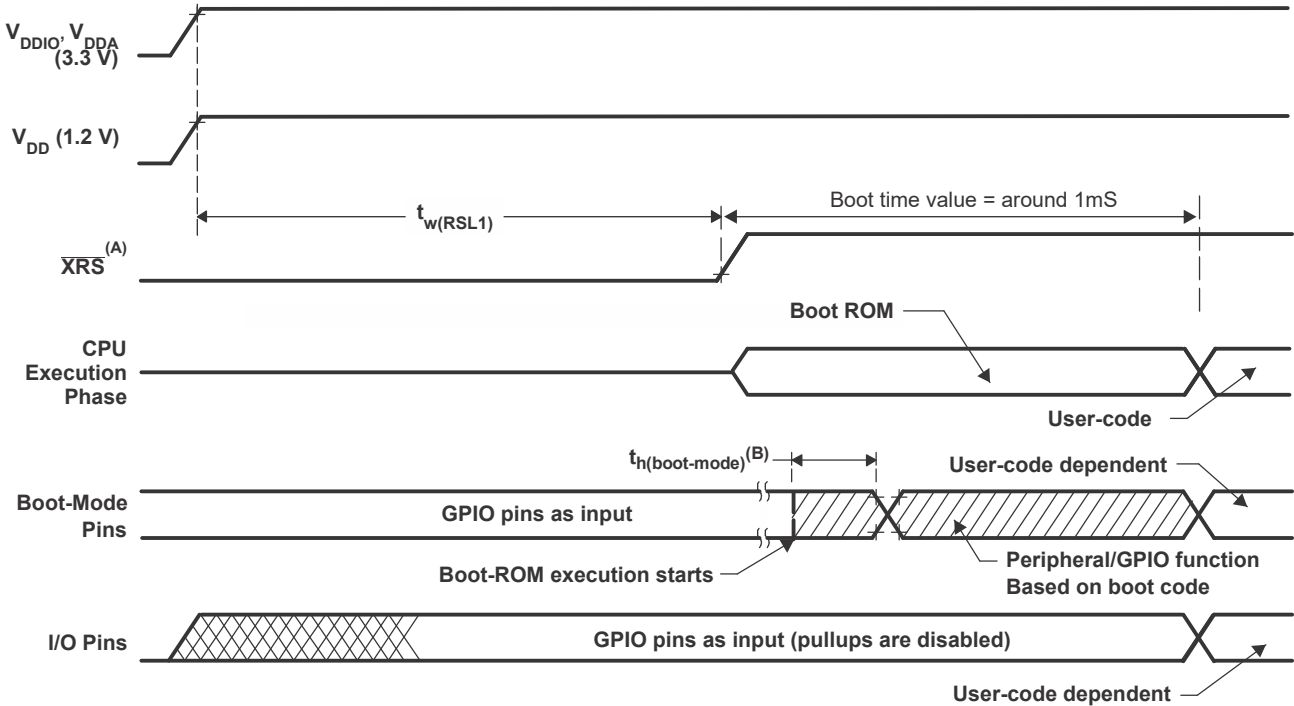 V_DDIO, V_DDA
(3.3 V)
V_DD (1.2 V)
t_w(RSL1)
Boot time value = around 1mS
XRS (A)
Boot ROM
CPU
Execution
Phase
User-code
t_h(boot-mode) (B)
User-code dependent
Boot-Mode
Pins
GPIO pins as input
Peripheral/GPIO function
Based on boot code
Boot-ROM execution starts
I/O Pins
GPIO pins as input (pullups are disabled)
User-code dependent